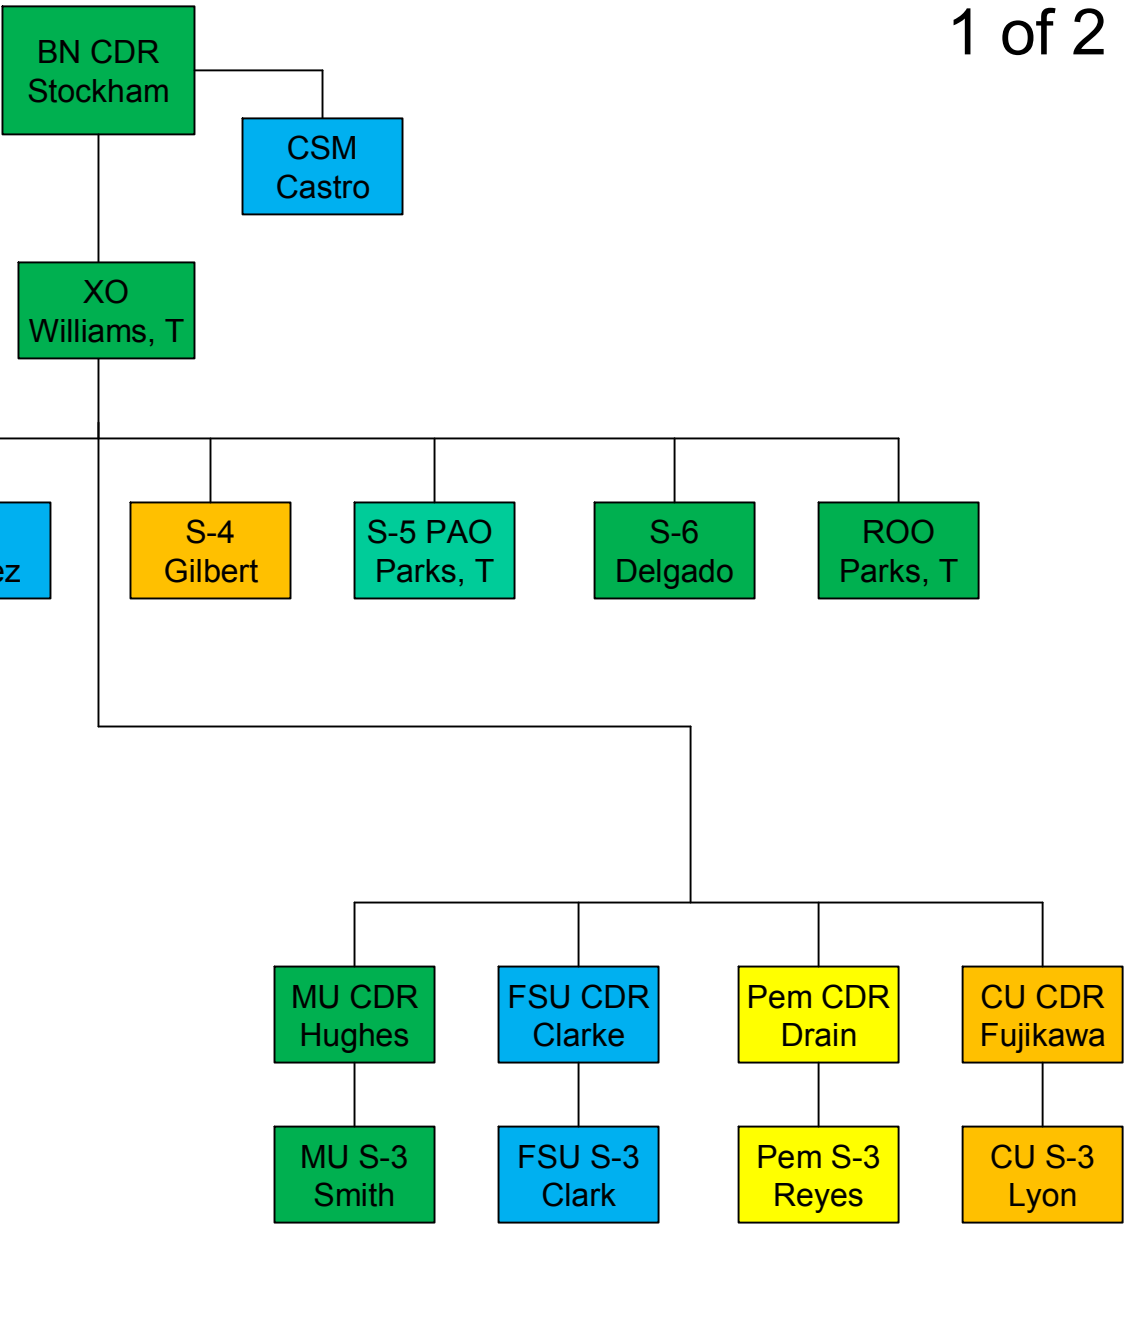 1 of 2
BN CDR
Stockham
CSM
Castro
XO
Williams, T
S-4
Gilbert
S-5 PAO
Parks, T
S-6
Delgado
ROO
Parks, T
MU CDR
Hughes
FSU CDR
Clarke
Pem CDR
Drain
CU CDR
Fujikawa
MU S-3
Smith
FSU S-3
Clark
Pem S-3
Reyes
CU S-3
Lyon